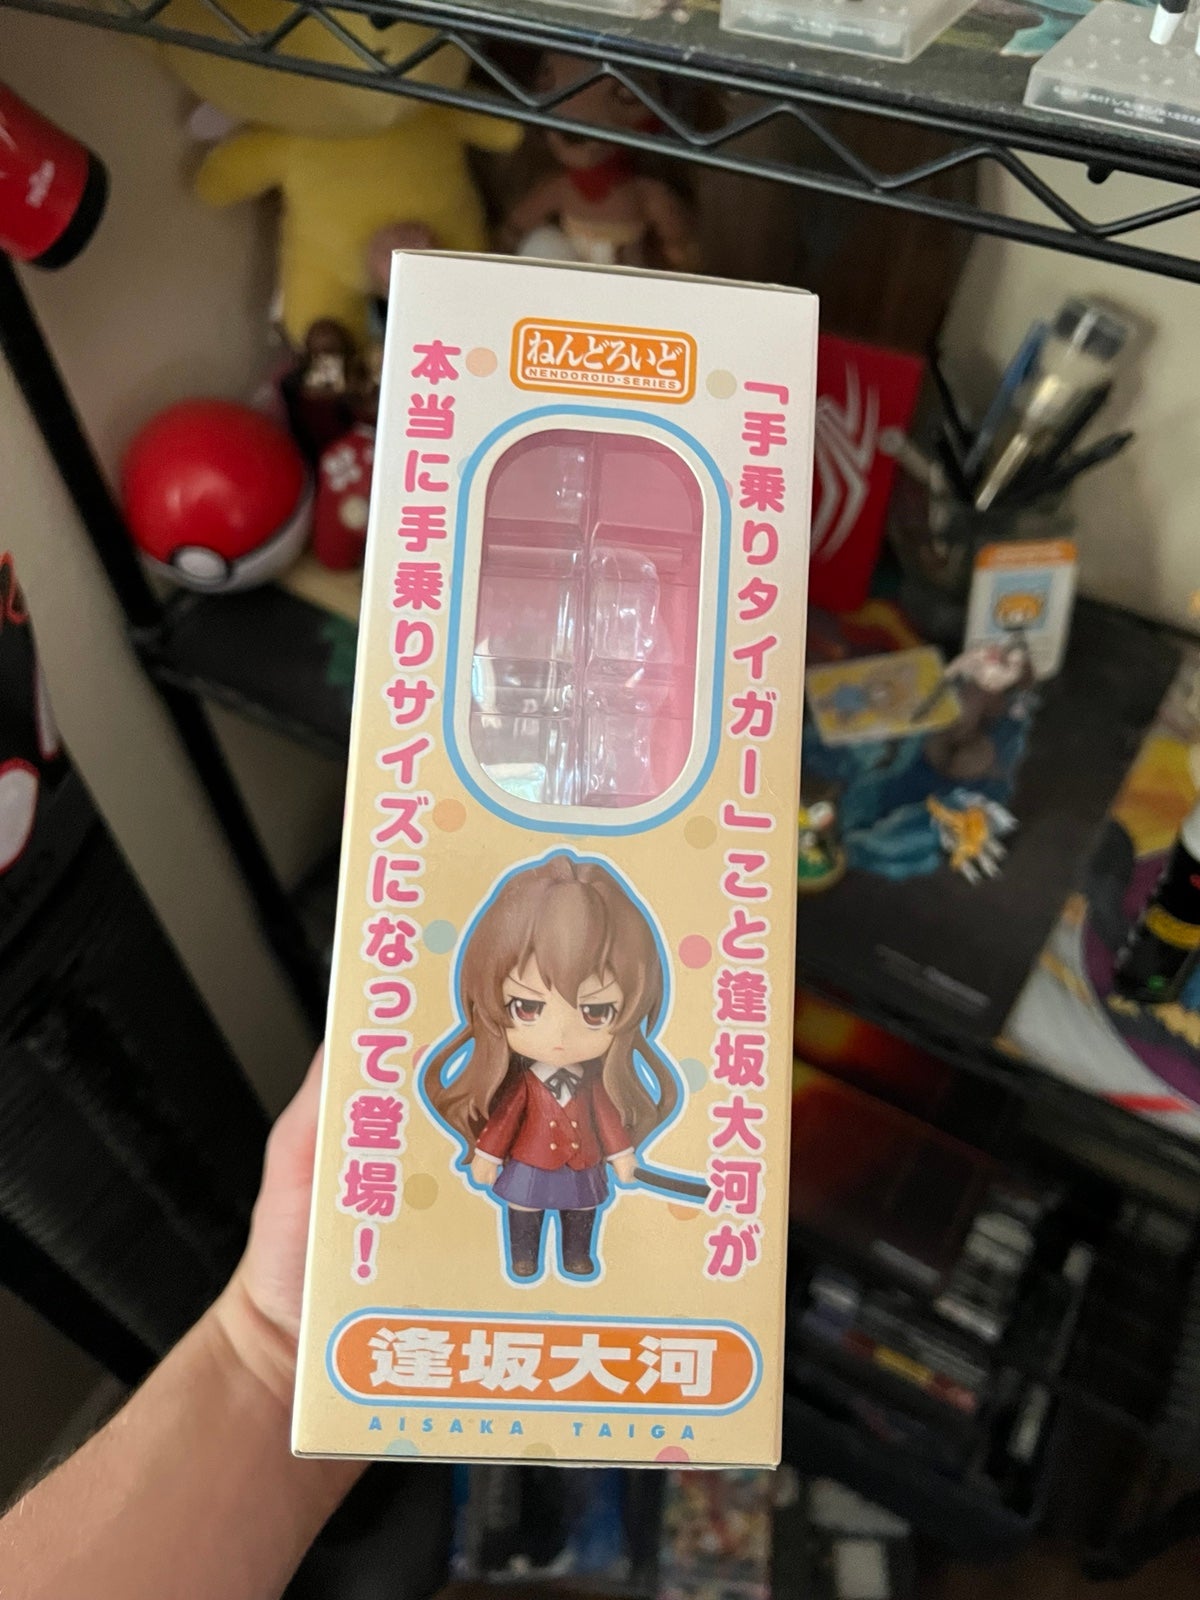 ねんどろいど
NENDOROID・SERIES
「手乗りタイガー」こと逢坂大河が
本当に手乗りサイズになって登場！
逢坂大河
AISAKA TAIGA